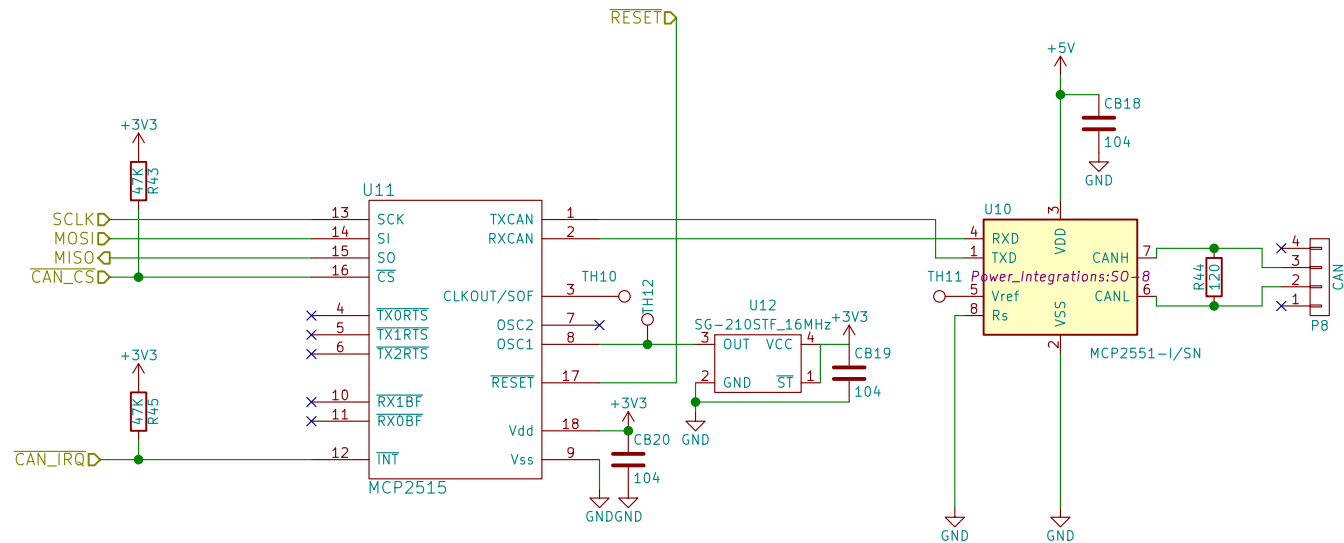 RESET
+5V
CB18
104
GND
+3V3
47K
R43
U11
SCLK
13
SCK
TXCAN
1
MOSI
14
SI
RXCAN
2
MISO
15
SO
CAN_CS
16
CS
CLKOUT/SOF
3
TH10
TH12
4
TX0RTS
5
TX1RTS
6
TX2RTS
OSC2
7
OSC1
8
10
RX1BF
11
RX0BF
RESET
17
Vdd
18
Vss
9
+3V3
47K
R45
CAN_IRQ
12
INT
MCP2515
+3V3
CB20
104
GND
GND
U12
SG-210STF_16MHz
3
OUT
VCC
4
2
GND
ST
1
+3V3
CB19
104
GND
U10
3
VDD
4
RXD
1
TXD
CANH
7
TH11
Power_Integrations:SO-8
5
Vref
CANL
6
8
Rs
VSS
2
MCP2551-I/SN
R44
120
4
3
2
1
CAN
P8
GND
GND